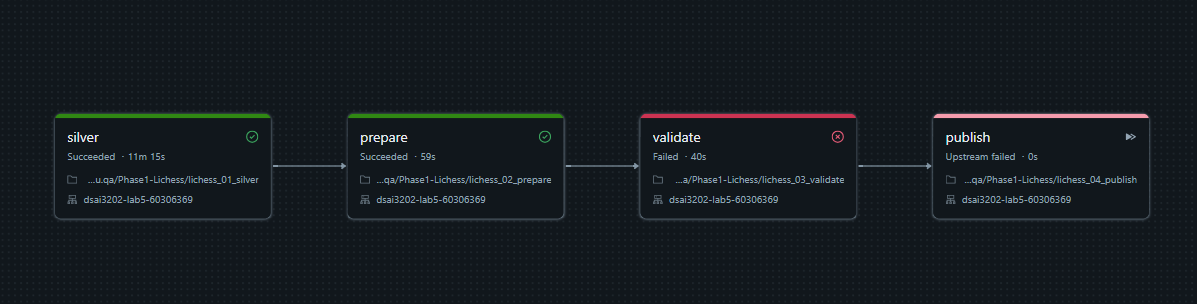 silver
Succeeded · 11m 15s
...u.qa/Phase1-Lichess/lichess_01_silver
dsai3202-lab5-60306369
prepare
Succeeded · 59s
...qa/Phase1-Lichess/lichess_02_prepare
dsai3202-lab5-60306369
validate
Failed · 40s
...a/Phase1-Lichess/lichess_03_validate
dsai3202-lab5-60306369
publish
Upstream failed · 0s
...qa/Phase1-Lichess/lichess_04_publish
dsai3202-lab5-60306369